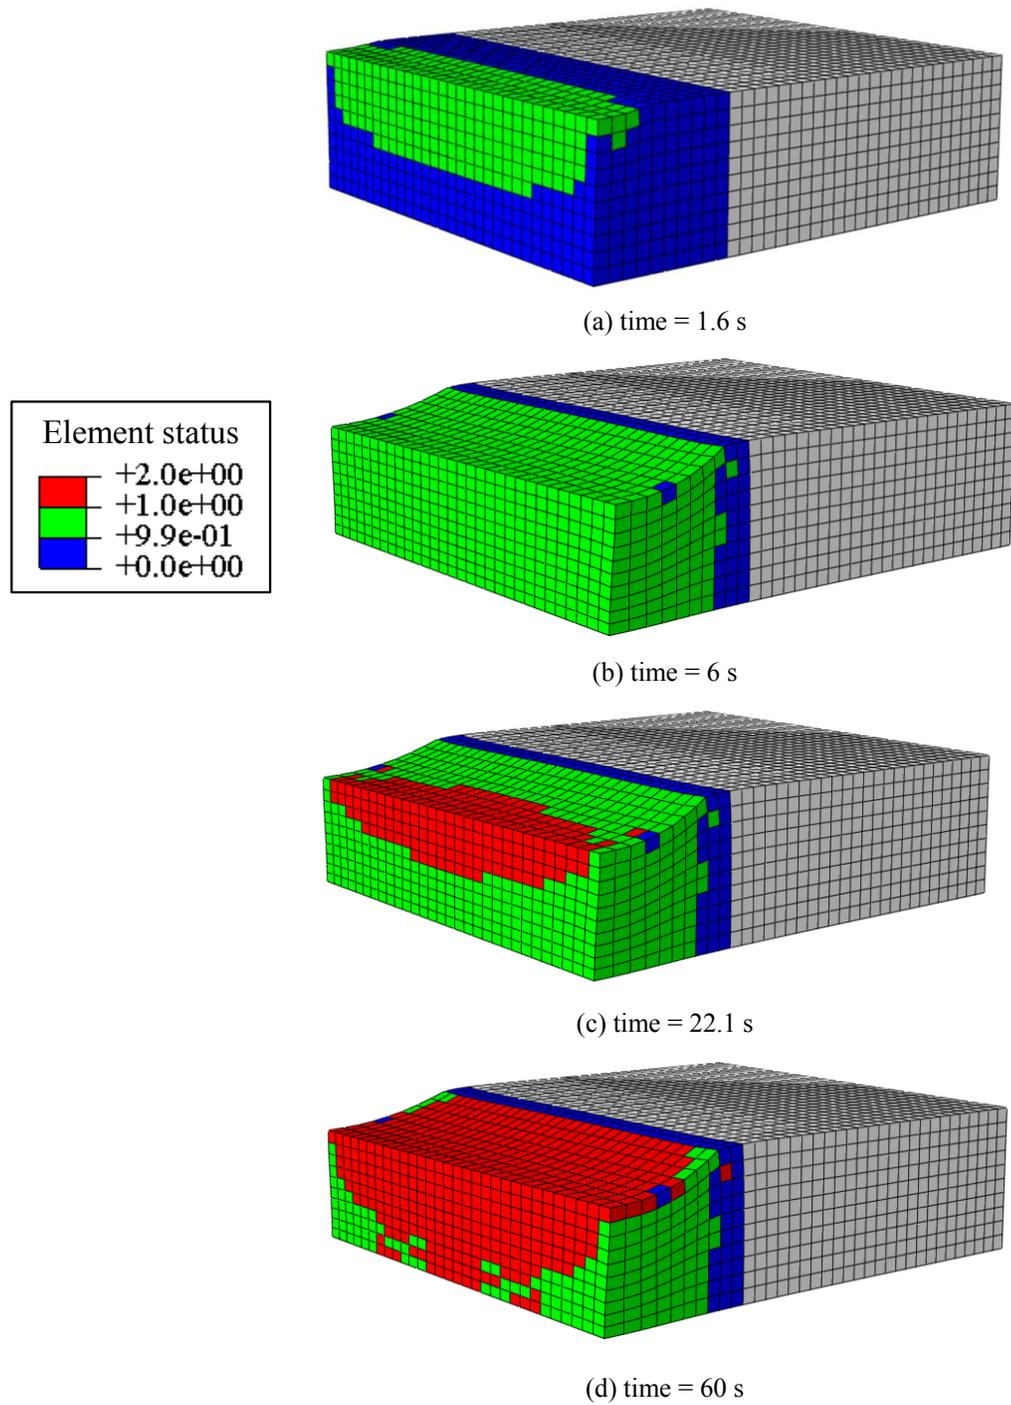 (a) time = 1.6 s
Element status
+2.0e+00
+1.0e+00
+9.9e-01
+0.0e+00
(b) time = 6 s
(c) time = 22.1 s
(d) time = 60 s